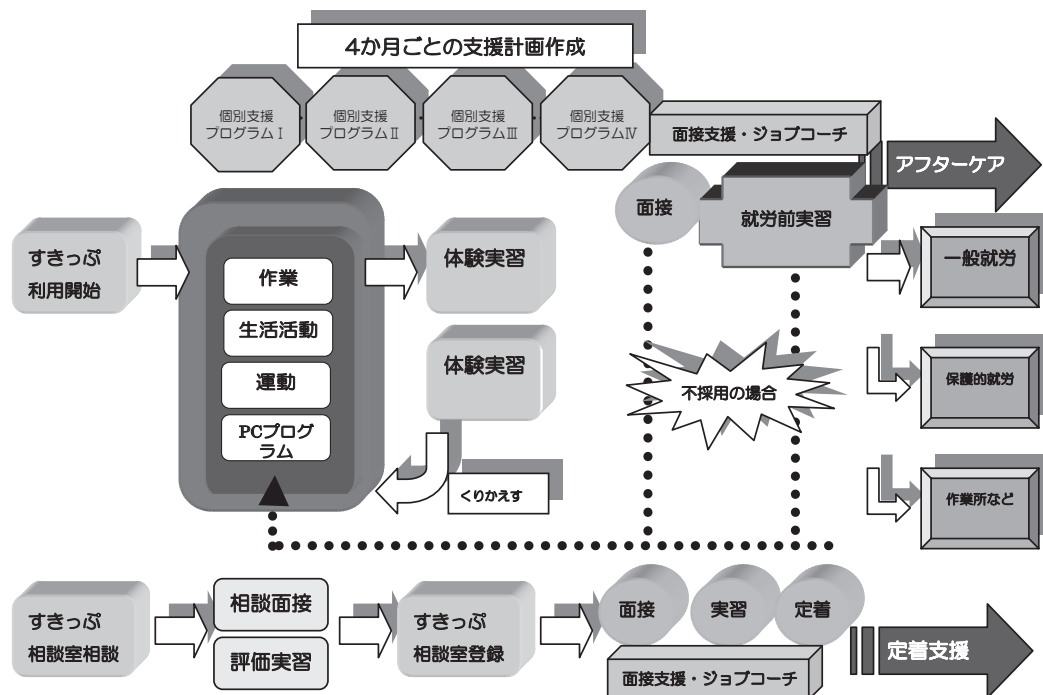 4か月ごとの支援計画作成
個別支援
プログラムⅠ
個別支援
プログラムⅡ
個別支援
プログラムⅢ
個別支援
プログラムⅣ
面接支援・ジョブコーチ
アフターケア
面接
就労前実習
すきっぷ
利用開始
作業
生活活動
運動
PCプログ
ラム
体験実習
体験実習
くりかえす
不採用の場合
一般就労
保護的就労
作業所など
すきっぷ
相談室相談
相談面接
評価実習
すきっぷ
相談室登録
面接
実習
定着
面接支援・ジョブコーチ
定着支援